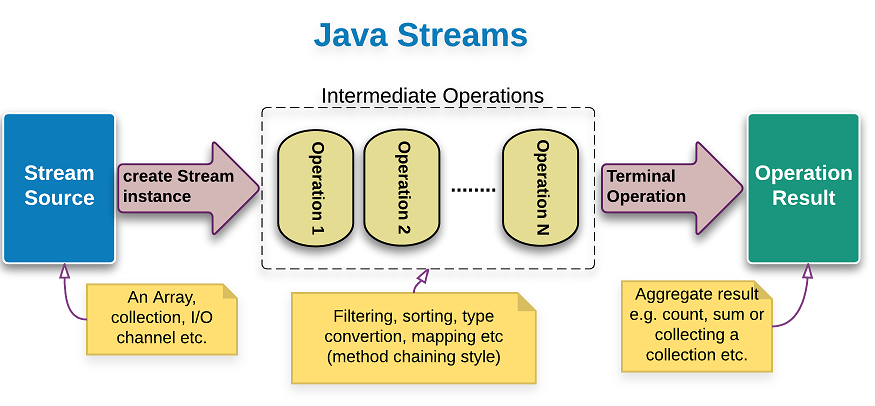 Java Streams
Intermediate Operations
Stream
Source
create Stream
instance
Operation 1
Operation 2
.........
Operation N
Terminal
Operation
Operation
Result
An Array,
collection, I/O
channel etc.
Filtering, sorting, type
convertion, mapping etc
(method chaining style)
Aggregate result
e.g. count, sum or
collecting a
collection etc.